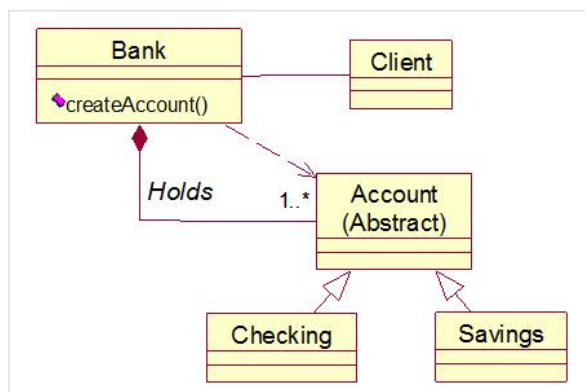 Bank
createAccount()
Client
Holds
1..*
Account
(Abstract)
Checking
Savings